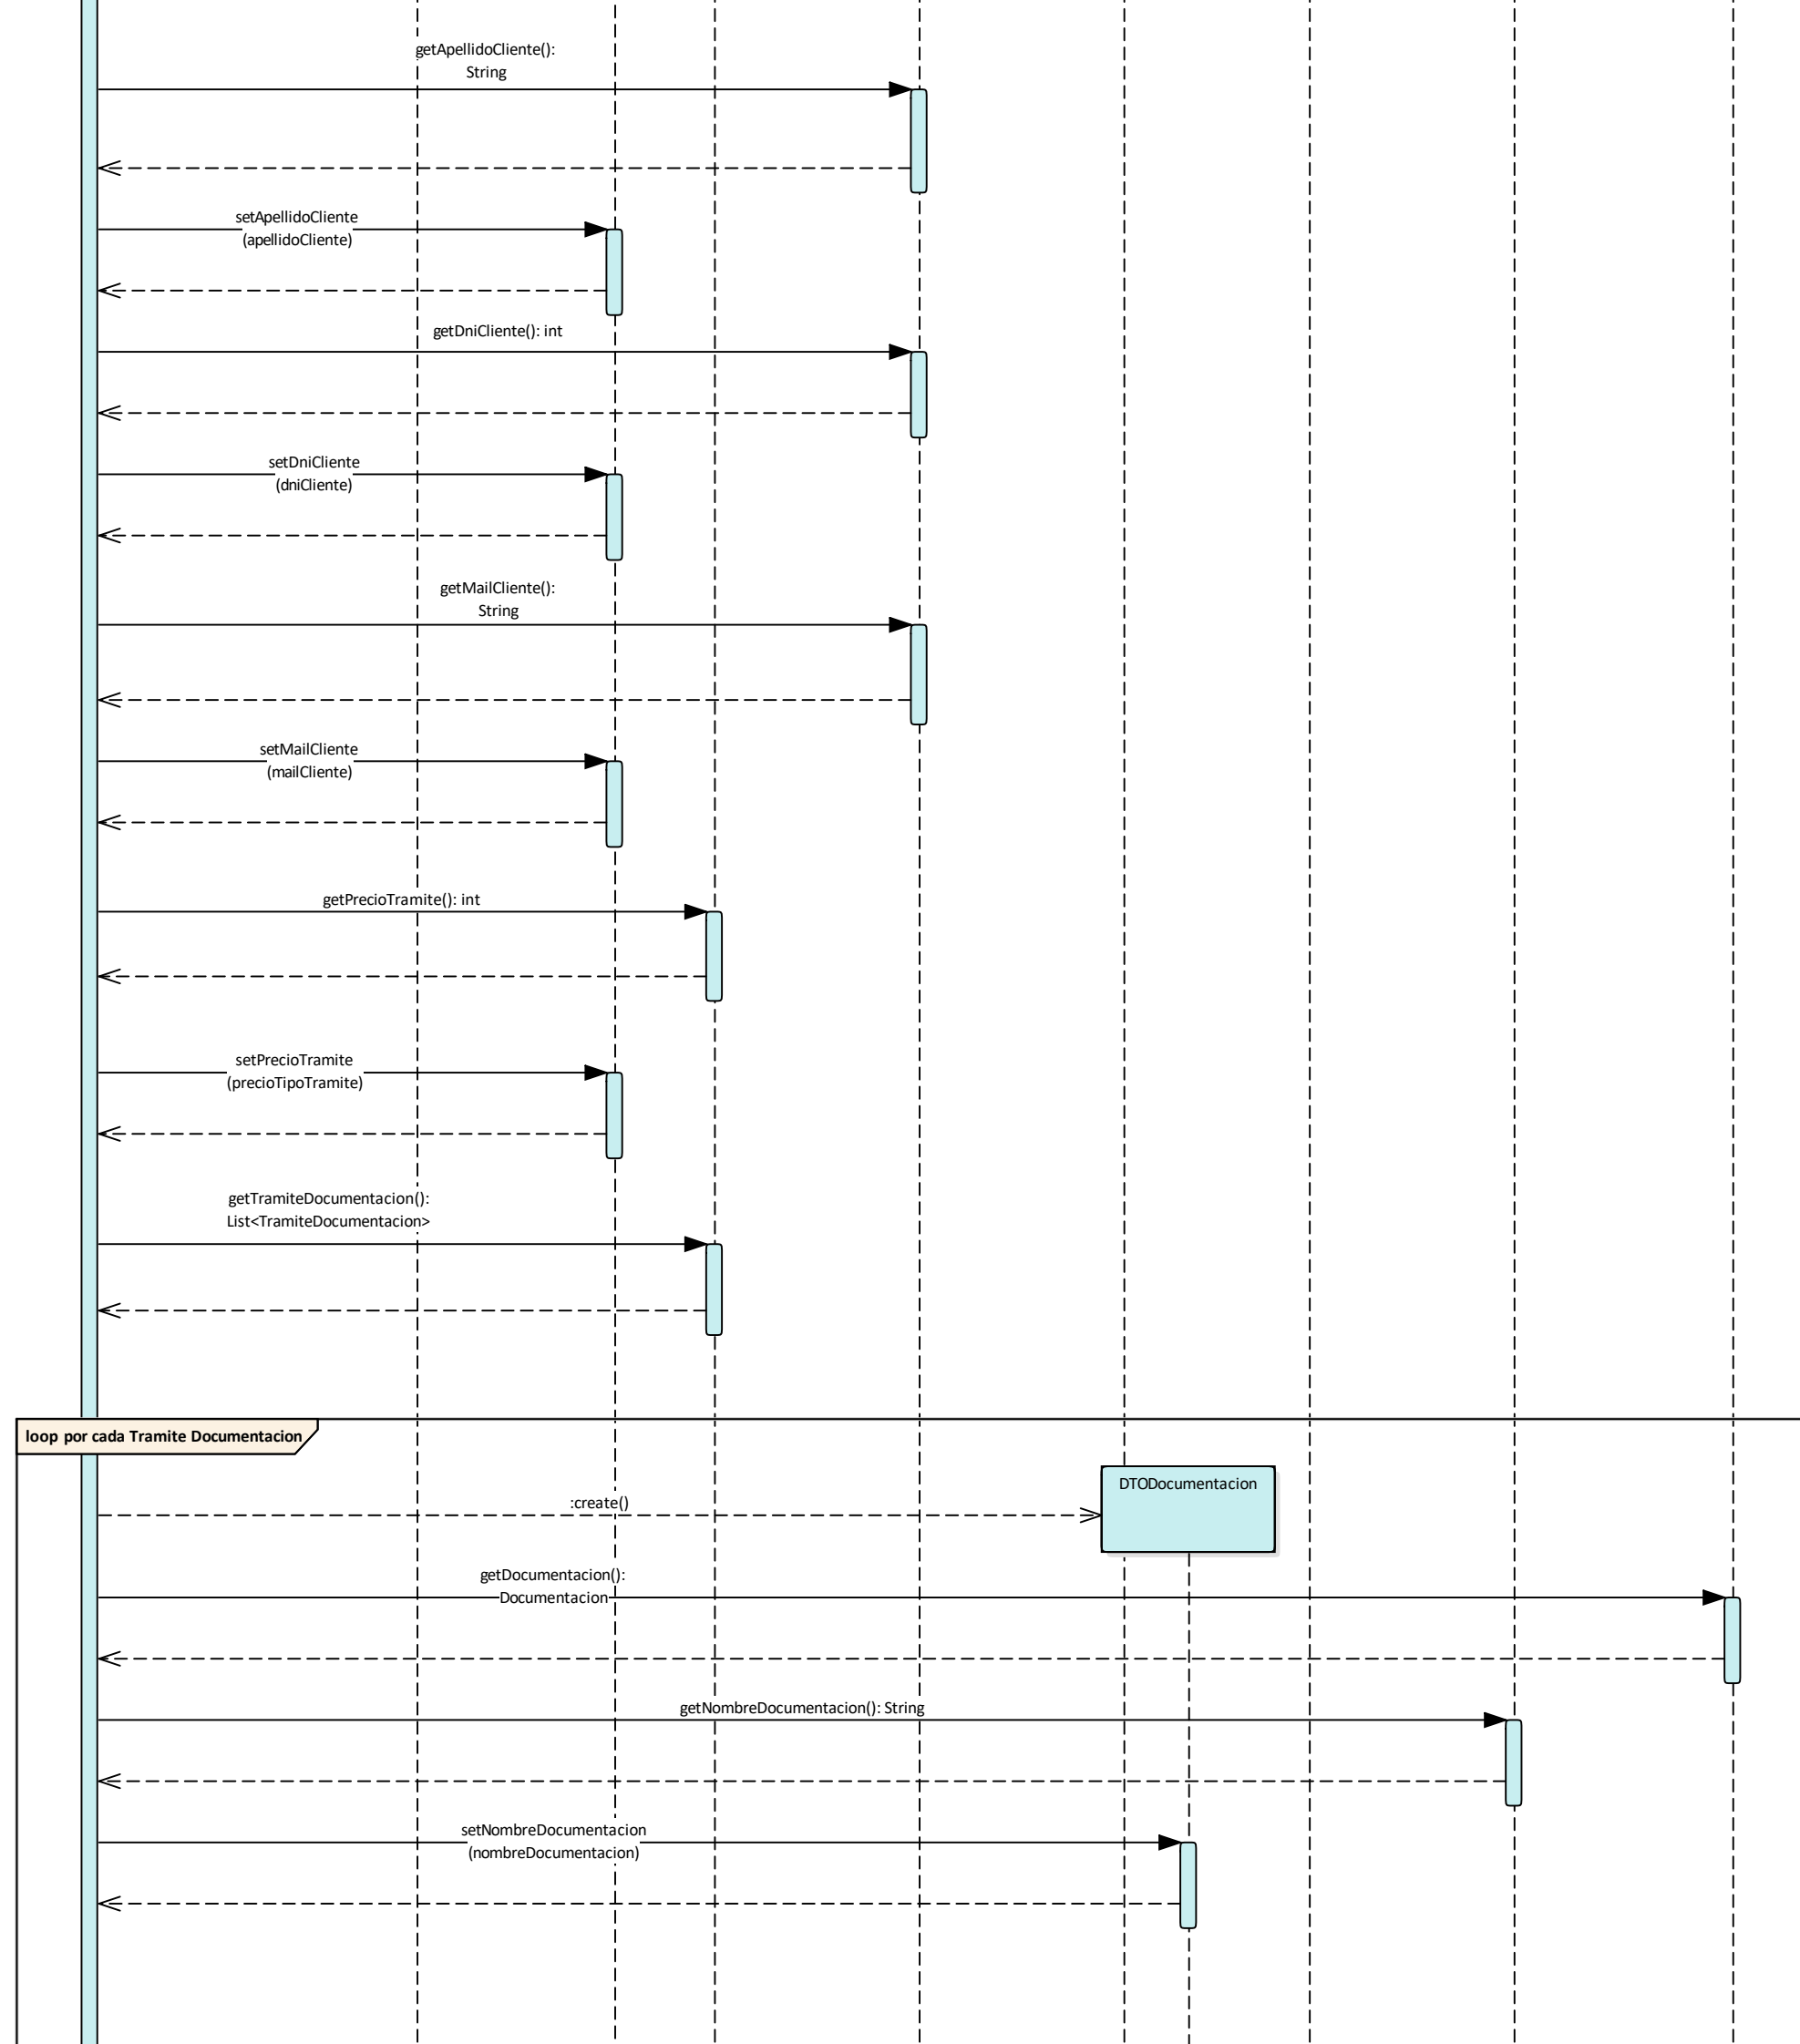 getApellidoCliente():
String
setApellidoCliente
(apellidoCliente)
getDniCliente(): int
setDniCliente
(dniCliente)
getMailCliente():
String
setMailCliente
(mailCliente)
getPrecioTramite(): int
setPrecioTramite
(precioTipoTramite)
getTramiteDocumentacion():
List<TramiteDocumentacion>
loop por cada Tramite Documentacion
DTODocumentacion
:create()
getDocumentacion():
Documentacion
getNombreDocumentacion(): String
setNombreDocumentacion
(nombreDocumentacion)